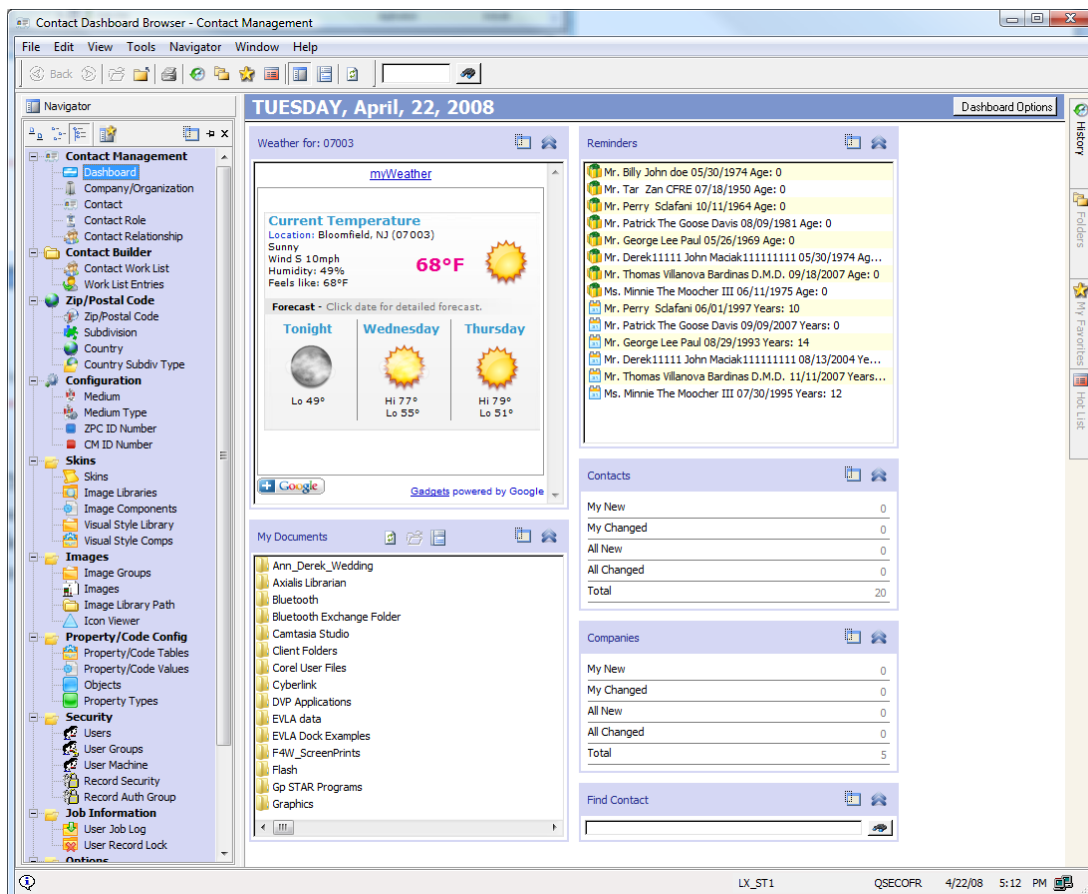 Contact Dashboard Browser - Contact Management
File Edit View Tools Navigator Window Help
Back
Navigator
TUESDAY, April, 22, 2008
Dashboard Options
Contact Management
Dashboard
Company/Organization
Contact
Contact Role
Contact Relationship
Contact Builder
Contact Work List
Work List Entries
Zip/Postal Code
Zip/Postal Code
Subdivision
Country
Country Subdiv Type
Configuration
Medium
Medium Type
ZPC ID Number
CM ID Number
Skins
Skins
Image Libraries
Image Components
Visual Style Library
Visual Style Comps
Images
Image Groups
Images
Image Library Path
Icon Viewer
Property/Code Config
Property/Code Tables
Property/Code Values
Objects
Property Types
Security
Users
User Groups
User Machine
Record Security
Record Auth Group
Job Information
User Job Log
User Record Lock
Options
Weather for: 07003
myWeather
Current Temperature
Location: Bloomfield, NJ (07003)
Sunny
Wind S 10mph
Humidity: 49%
Feels like: 68°F
68°F
Forecast - Click date for detailed forecast.
Tonight Wednesday Thursday
Lo 49° Hi 77° Hi 79°
Lo 55° Lo 51°
Google
Gadgets powered by Google
My Documents
Ann_Derek_Wedding
Axialis Librarian
Bluetooth
Bluetooth Exchange Folder
Camtasia Studio
Client Folders
Corel User Files
Cyberlink
DVP Applications
EVLA data
EVLA Dock Examples
F4W_ScreenPrints
Flash
Gp STAR Programs
Graphics
Reminders
Mr. Billy John doe 05/30/1974 Age: 0
Mr. Tar Zan CFRE 07/18/1950 Age: 0
Mr. Perry Sclafani 10/11/1964 Age: 0
Mr. Patrick The Goose Davis 08/09/1981 Age: 0
Mr. George Lee Paul 05/26/1969 Age: 0
Mr. Derek11111 John Maciak111111111 05/30/1974 Ag...
Mr. Thomas Villanova Bardinas D.M.D. 09/18/2007 Age: 0
Ms. Minnie The Moocher III 06/11/1975 Age: 0
Mr. Perry Sclafani 06/01/1997 Years: 10
Mr. Patrick The Goose Davis 09/09/2007 Years: 0
Mr. George Lee Paul 08/29/1993 Years: 14
Mr. Derek11111 John Maciak111111111 08/13/2004 Ye...
Mr. Thomas Villanova Bardinas D.M.D. 11/11/2007 Years...
Ms. Minnie The Moocher III 07/30/1995 Years: 12
Contacts
My New 0
My Changed 0
All New 0
All Changed 0
Total 20
Companies
My New 0
My Changed 0
All New 0
All Changed 0
Total 5
Find Contact
History
Folders
My Favorites
Hot List
LX_ST1 QSECOFR 4/22/08 5:12 PM